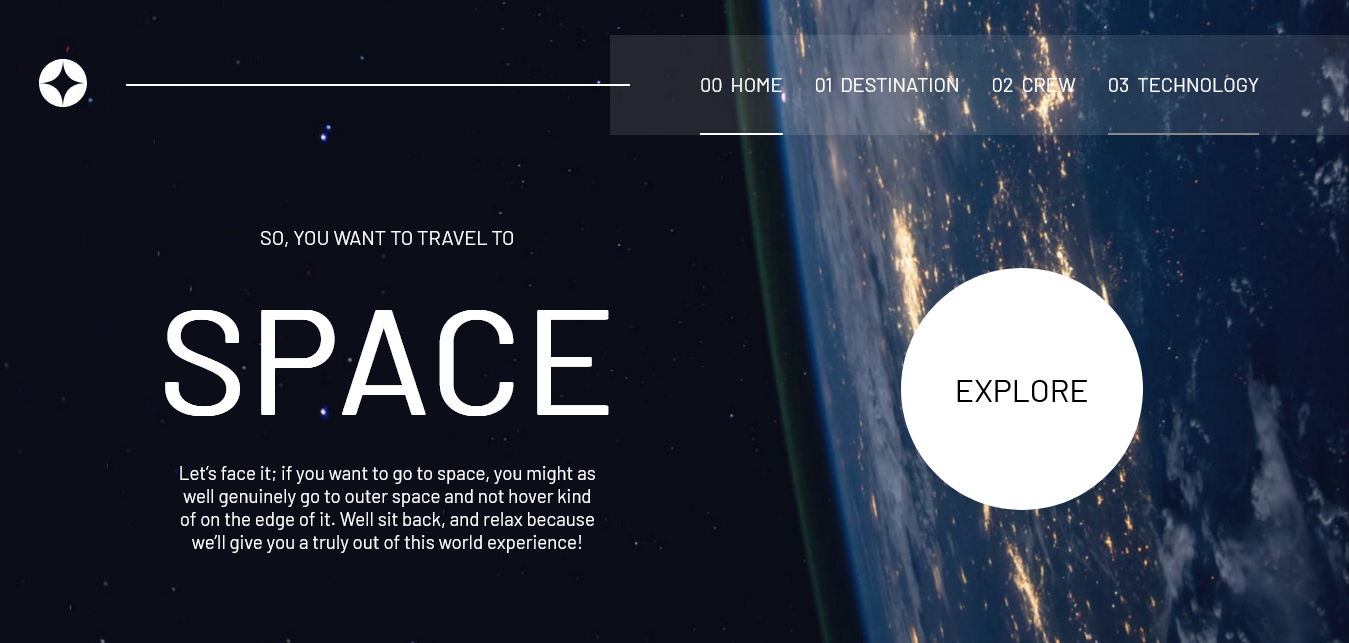 00 HOME 01 DESTINATION 02 CREW 03 TECHNOLOGY
SO, YOU WANT TO TRAVEL TO
SPACE
Let’s face it; if you want to go to space, you might as
well genuinely go to outer space and not hover kind
of on the edge of it. Well sit back, and relax because
we’ll give you a truly out of this world experience!
EXPLORE